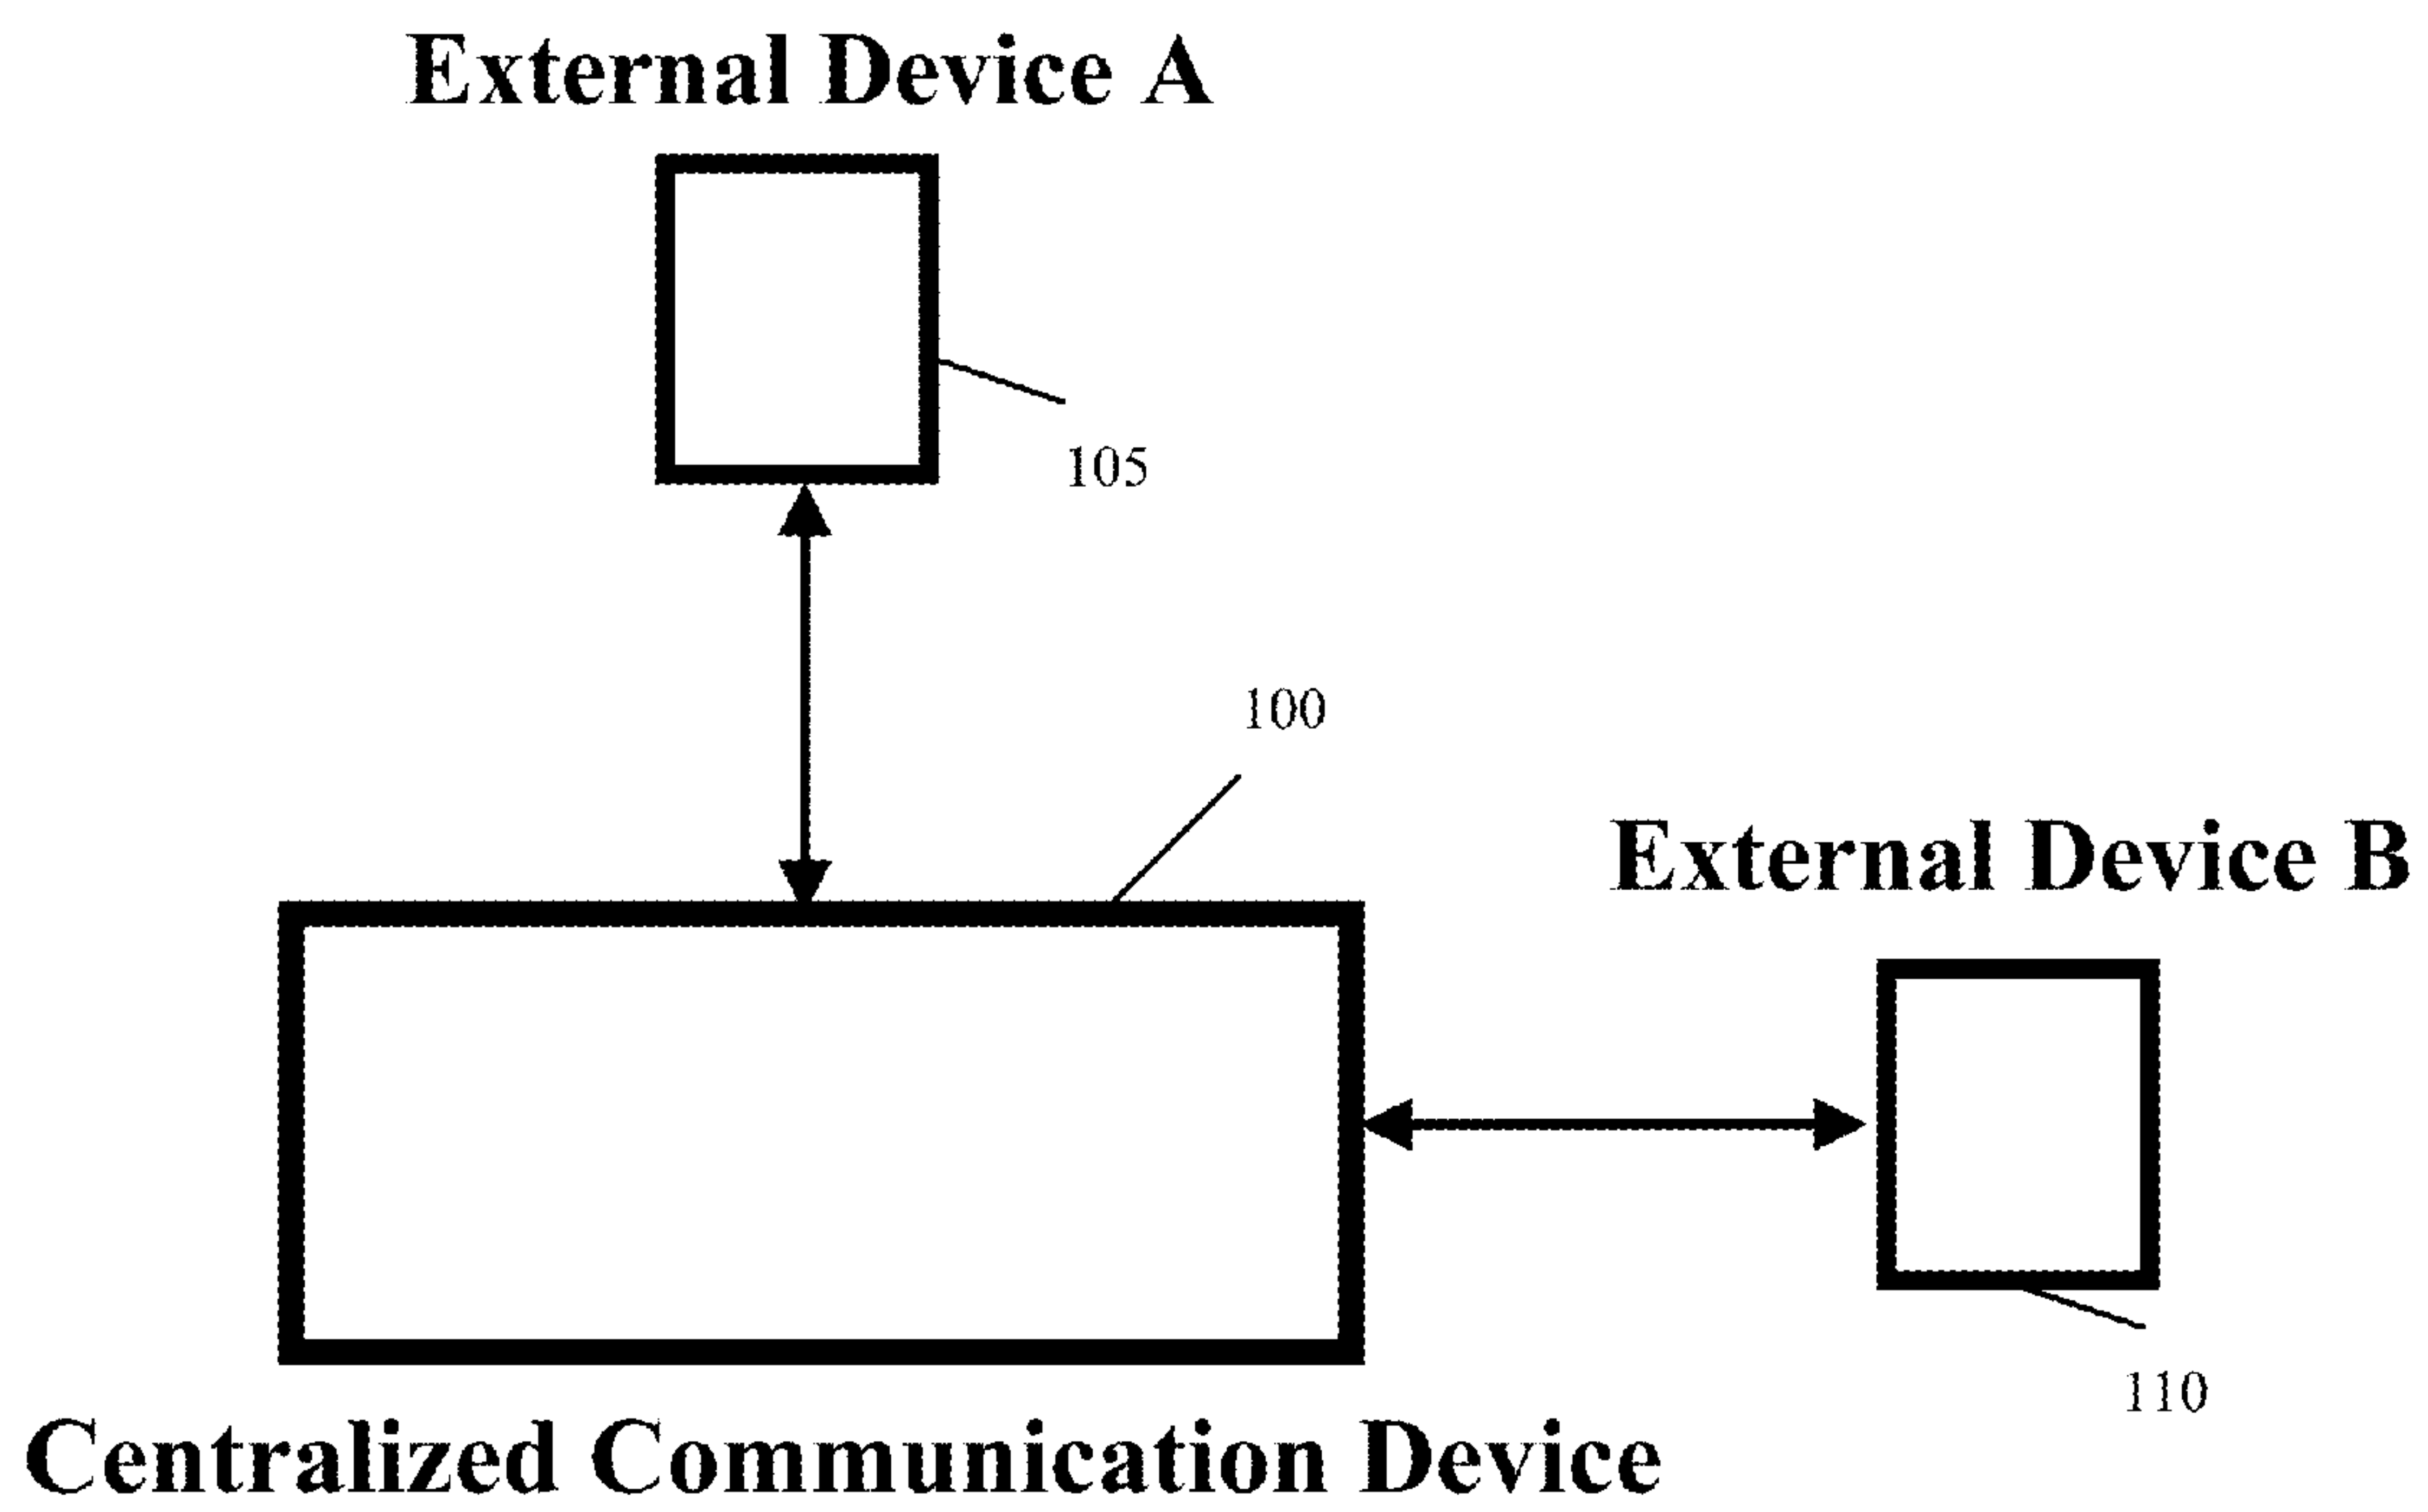 External Device A
105
100
External Device B
110
Centralized Communication Device